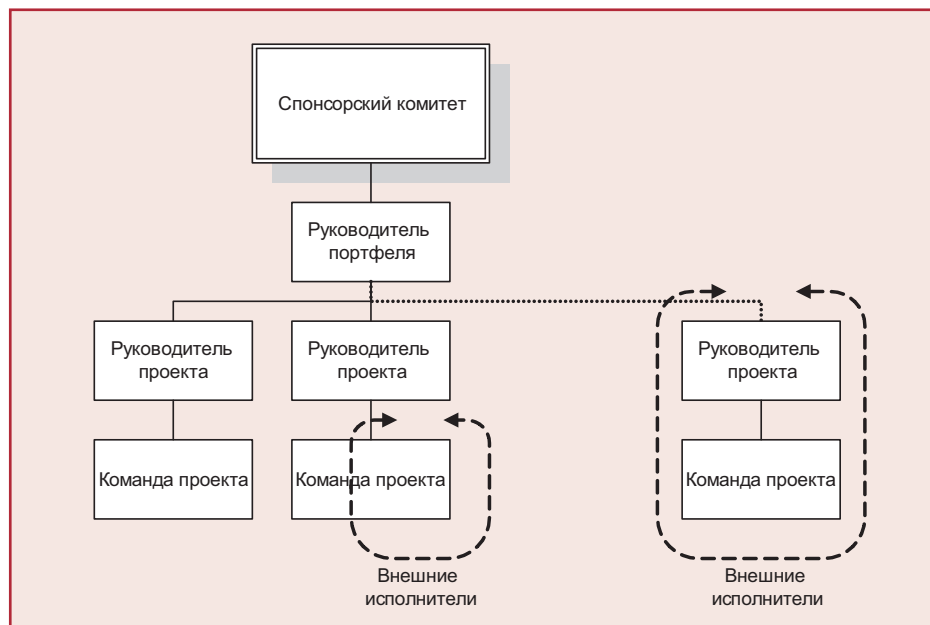 Спонсорский комитет
Руководитель
портфеля
Руководитель
проекта
Руководитель
проекта
Руководитель
проекта
Команда проекта
Команда проекта
Команда проекта
Внешние
исполнители
Внешние
исполнители